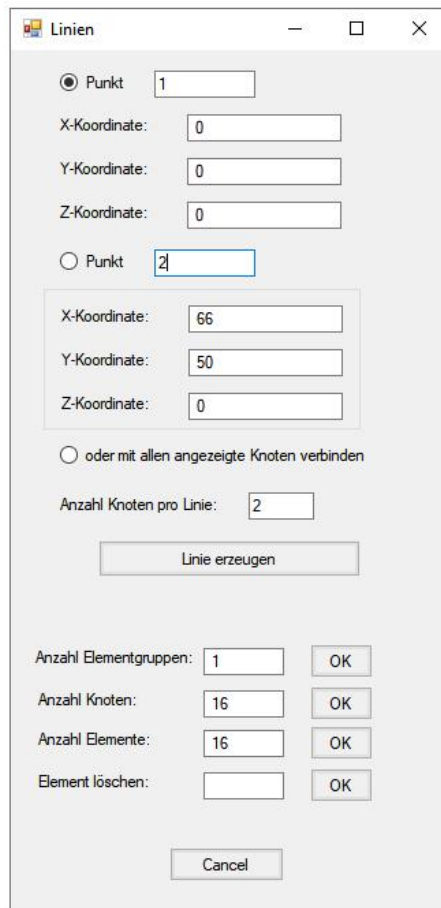 Linien
Punkt 1
X-Koordinate: 0
Y-Koordinate: 0
Z-Koordinate: 0
Punkt 2
X-Koordinate: 66
Y-Koordinate: 50
Z-Koordinate: 0
oder mit allen angezeigte Knoten verbinden
Anzahl Knoten pro Linie: 2
Linie erzeugen
Anzahl Elementgruppen: 1 OK
Anzahl Knoten: 16 OK
Anzahl Elemente: 16 OK
Element löschen: OK
Cancel